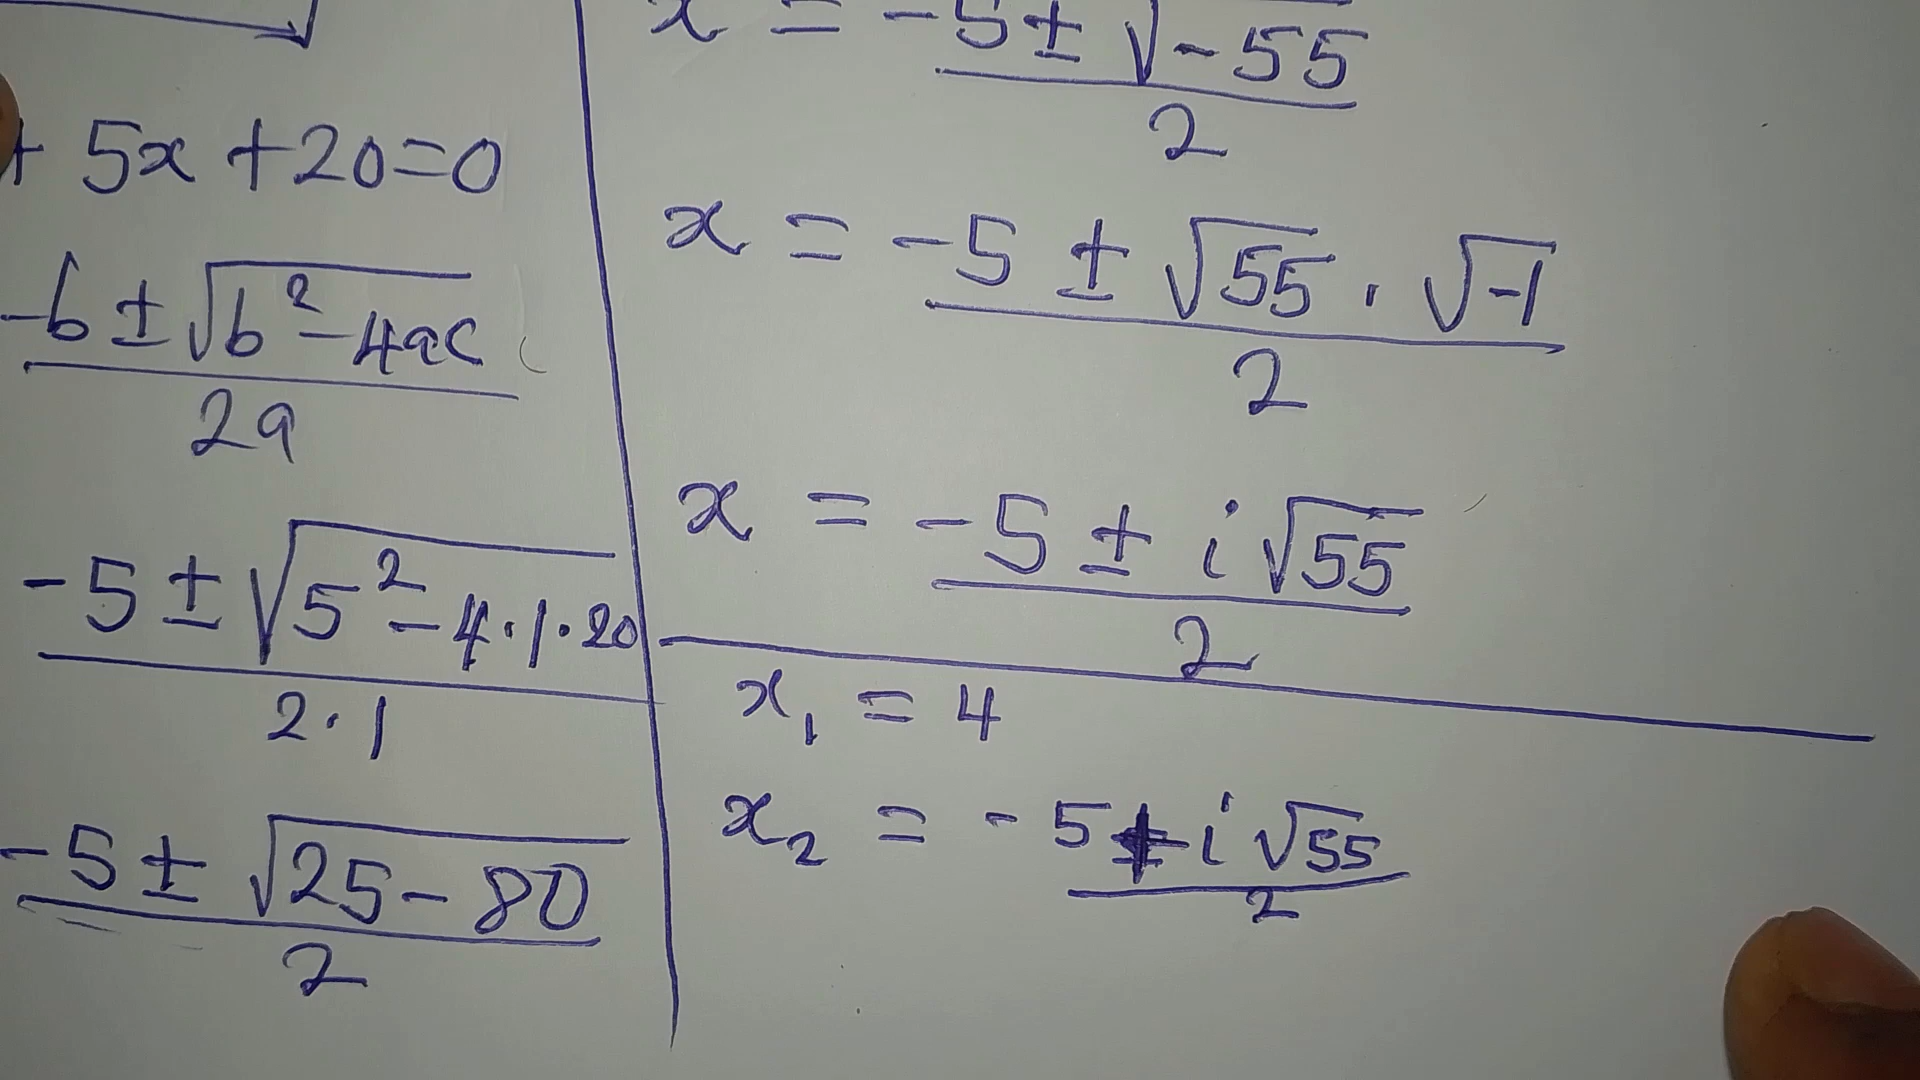 + 5x + 20 = 0
-b ± √b² - 4ac
2a
-5 ± √5² - 4·1·20
2·1
-5 ± √25 - 80
2
x = -5 ± √-55
2
x = -5 ± √55 · √-1
2
x = -5 ± i√55
2
x₁ = 4
x₂ = -5 + i√55
2